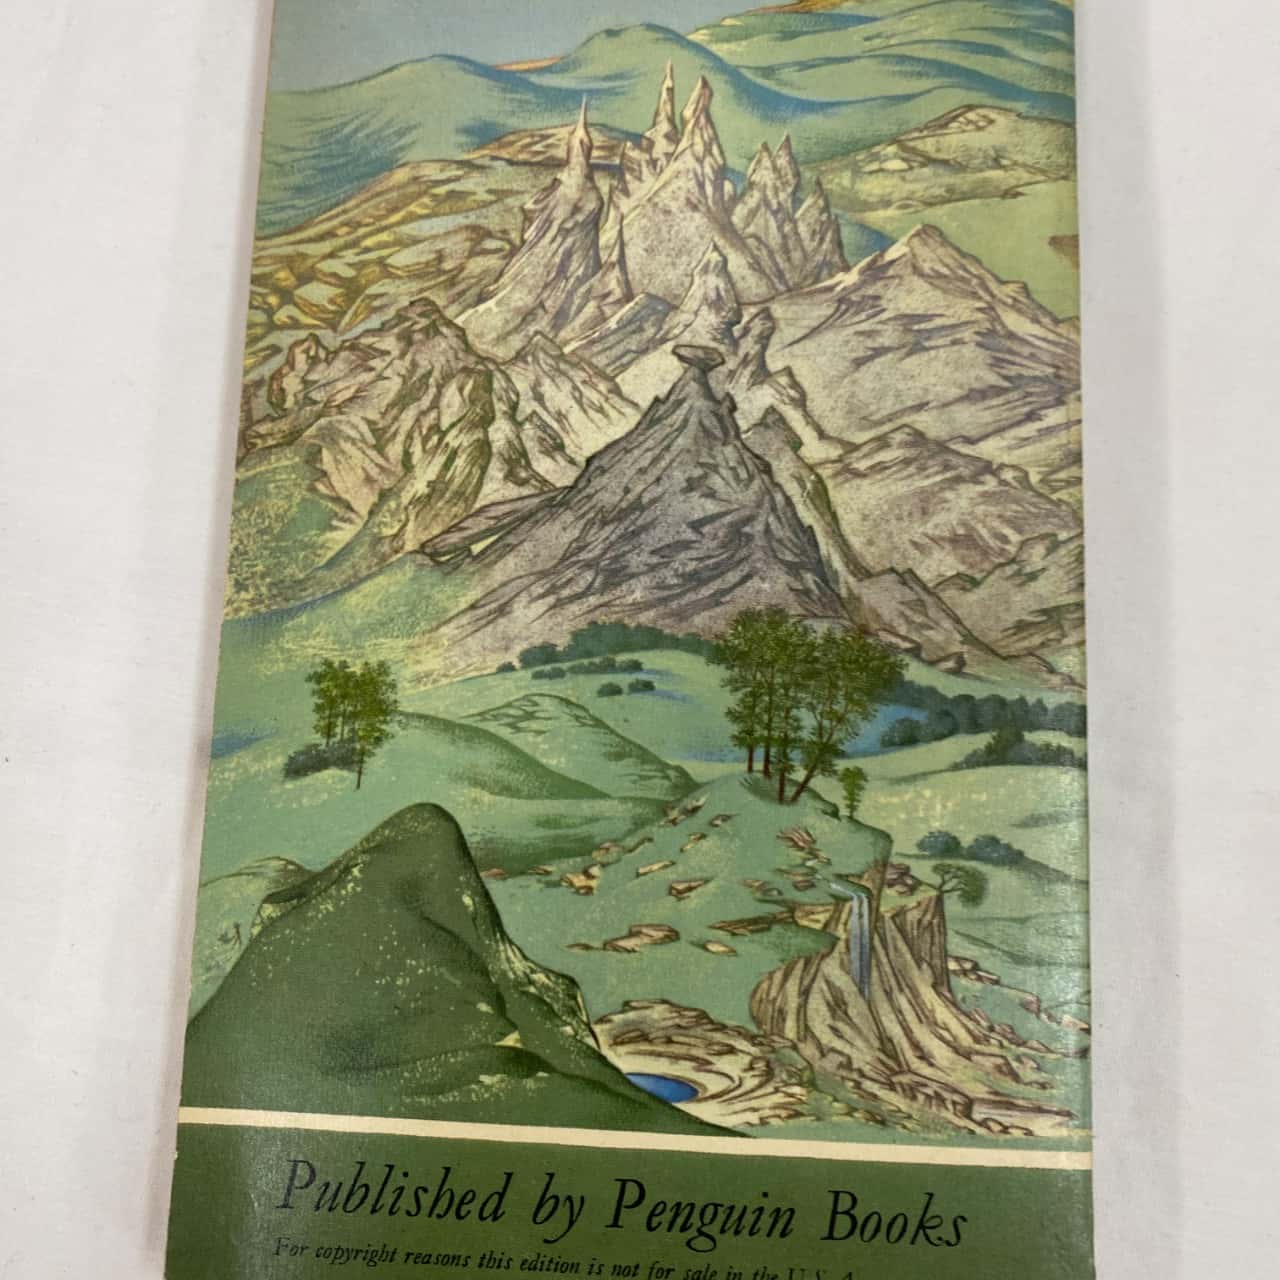 Published by Penguin Books
For copyright reasons this edition is not for sale in the U.S.A.